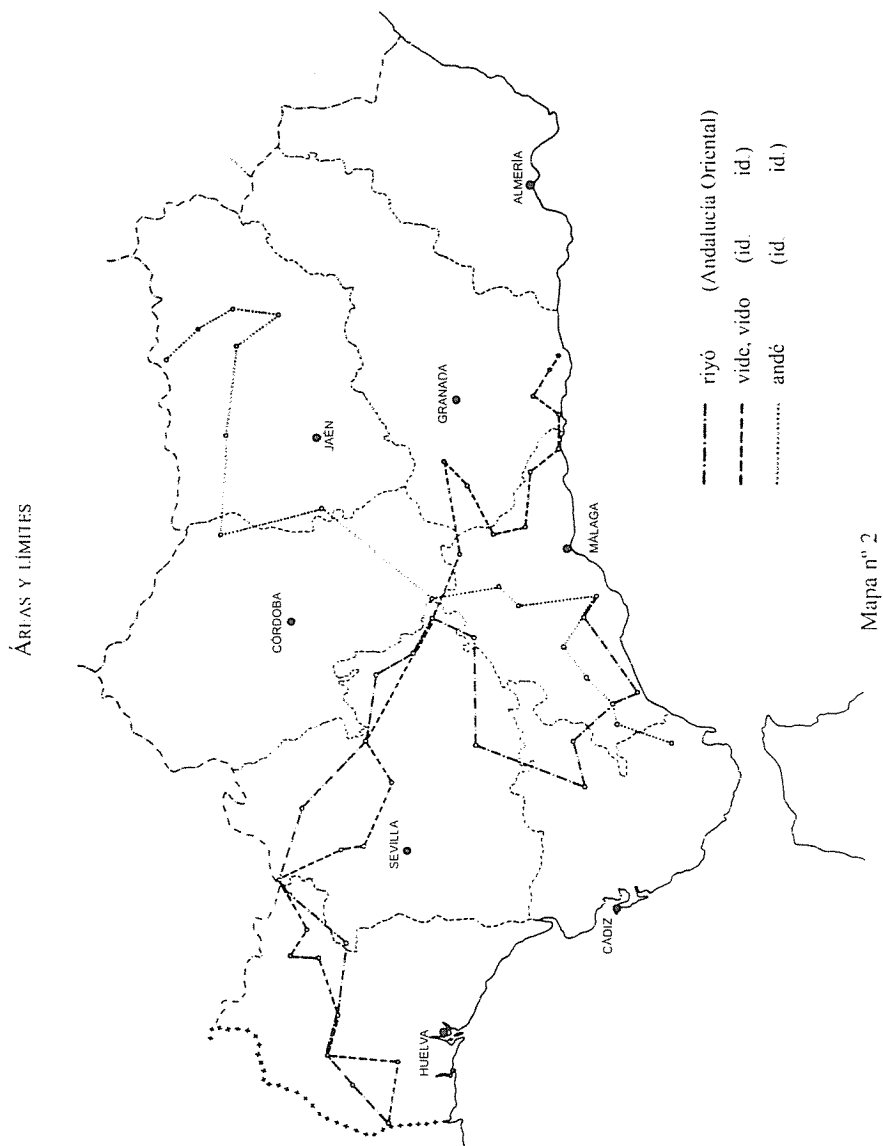 ÁREAS Y LÍMITES
CÓRDOBA
JAÉN
SEVILLA
GRANADA
HUELVA
ALMERÍA
MÁLAGA
CÁDIZ
riyó (Andalucía Oriental)
vide, vido (id. id.)
andé (id. id.)
Mapa nº 2